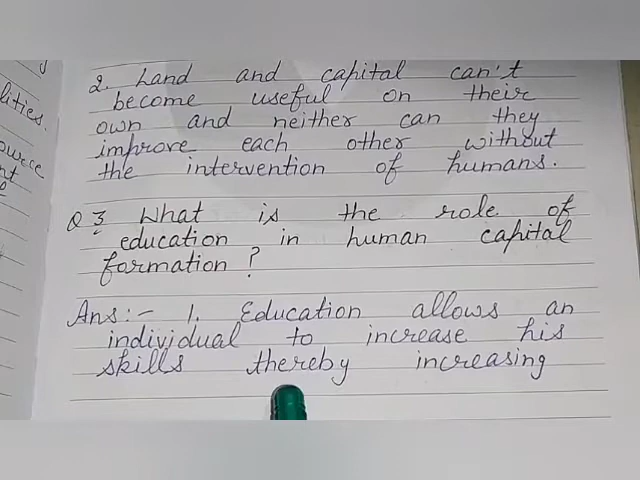 lities.
2. Land and capital can't
become useful on their
own and neither can they
improve each other without
the intervention of humans.
Q 3 What is the role of
education in human capital
formation ?
Ans:- 1. Education allows an
individual to increase his
skills thereby increasing